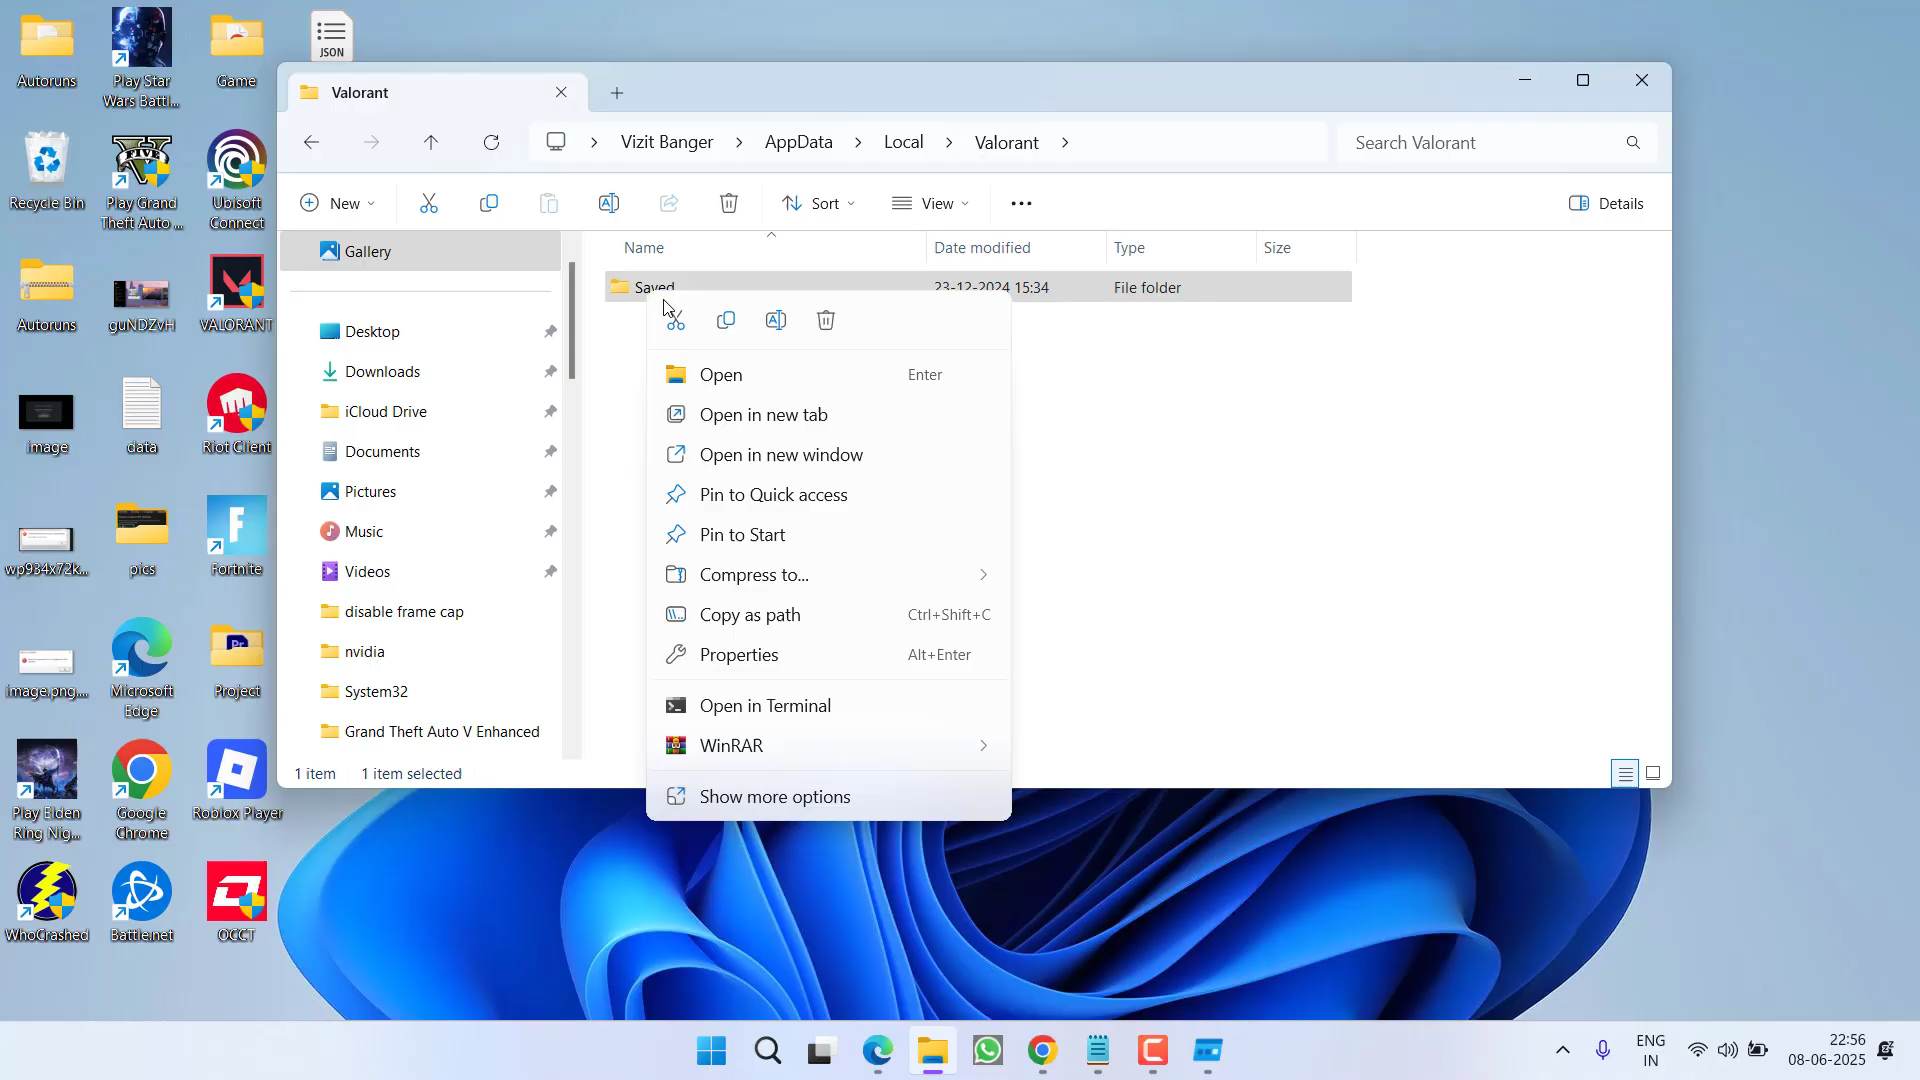 Autoruns
Play Star
Wars Battl...
Game
JSON
Recycle Bin
Play Grand
Theft Auto ...
Ubisoft
Connect
Autoruns
guNDZvH
VALORANT
image
data
Riot Client
wp934x72k...
pics
Fortnite
image.png....
Microsoft
Edge
Project
Play Elden
Ring Nig...
Google
Chrome
Roblox Player
WhoCrashed
Battle.net
OCCT
Valorant
Vizit Banger
AppData
Local
Valorant
Search Valorant
New
Sort
View
Details
Gallery
Desktop
Downloads
iCloud Drive
Documents
Pictures
Music
Videos
disable frame cap
nvidia
System32
Grand Theft Auto V Enhanced
Name
Date modified
Type
Size
Saved
23-12-2024 15:34
File folder
Open
Enter
Open in new tab
Open in new window
Pin to Quick access
Pin to Start
Compress to...
Copy as path
Ctrl+Shift+C
Properties
Alt+Enter
Open in Terminal
WinRAR
Show more options
1 item
1 item selected
ENG
IN
22:56
08-06-2025